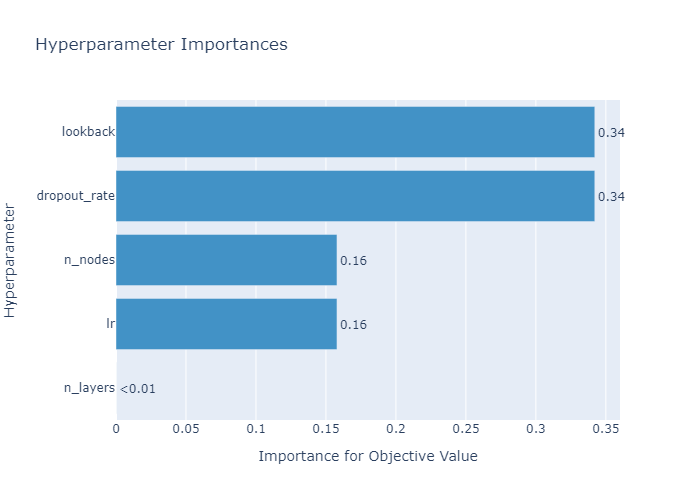 Hyperparameter Importances
Hyperparameter
lookback 0.34
dropout_rate 0.34
n_nodes 0.16
lr 0.16
n_layers <0.01
0 0.05 0.1 0.15 0.2 0.25 0.3 0.35
Importance for Objective Value